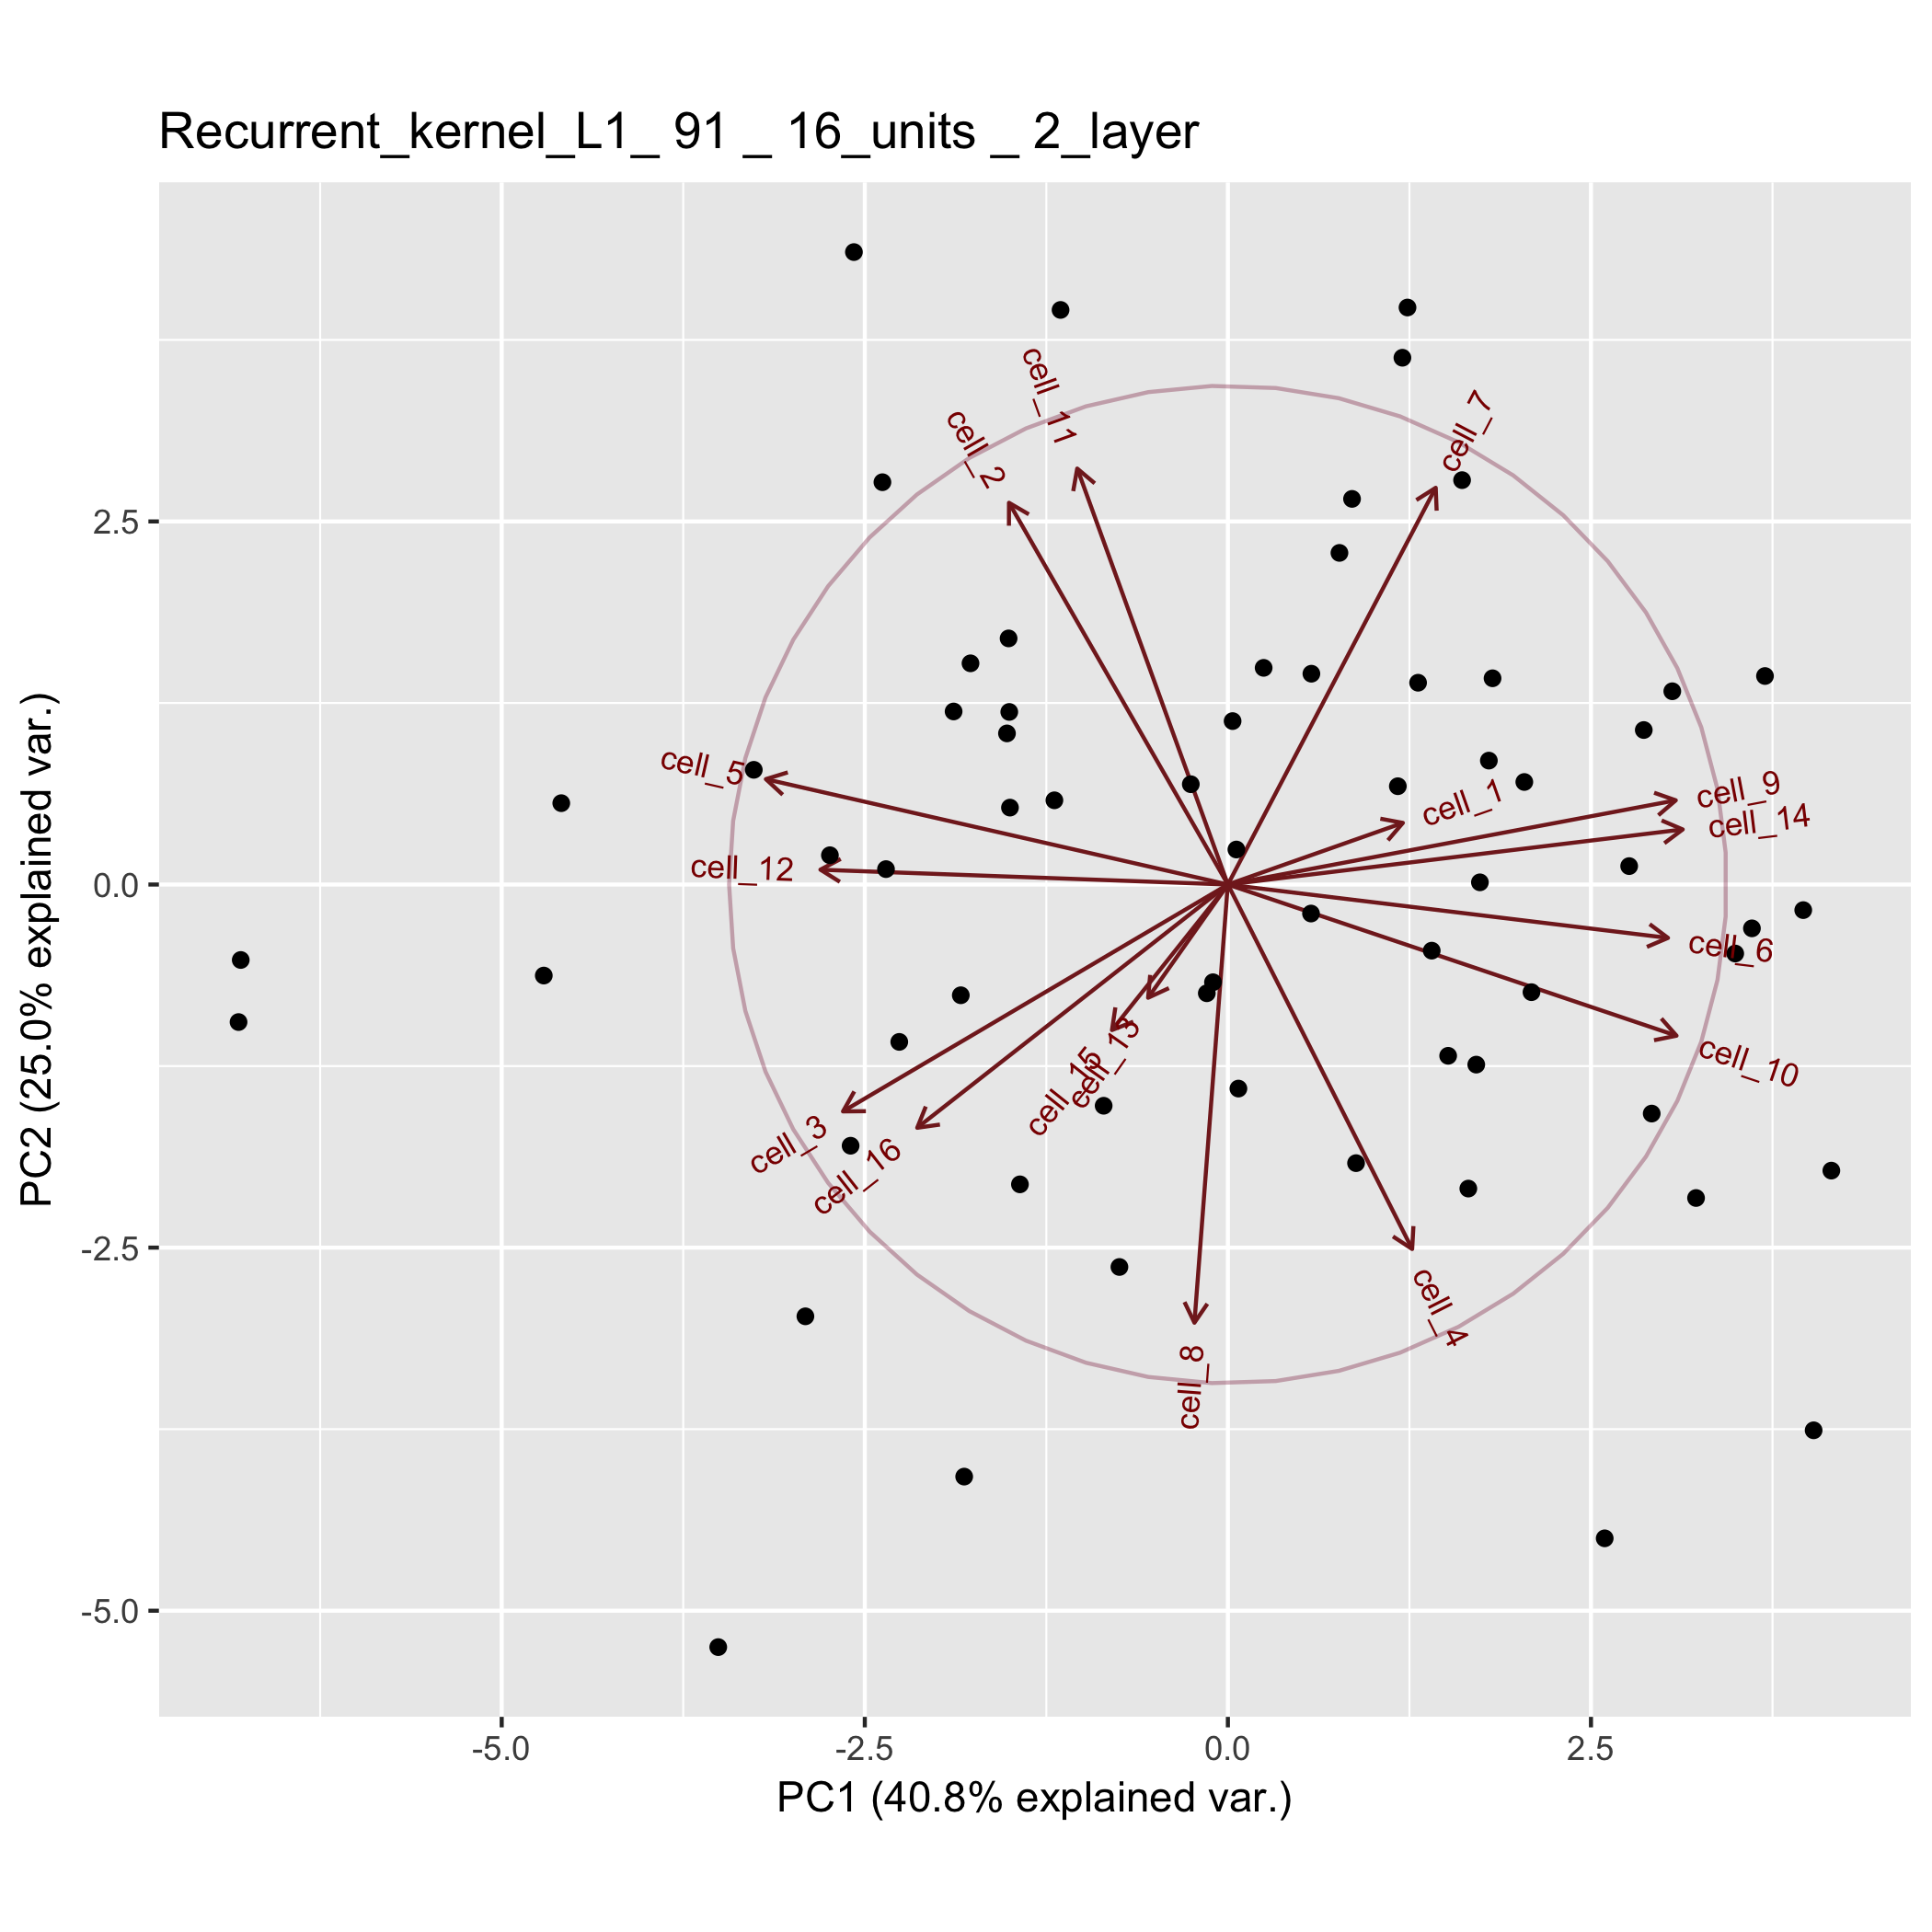 Recurrent_kernel_L1_ 91 _ 16_units _ 2_layer
PC2 (25.0% explained var.)
2.5
0.0
-2.5
-5.0
cell_11
cell_2
cell_7
cell_5
cell_12
cell_1
cell_9
cell_14
cell_6
cell_10
cell_13
cell_15
cell_3
cell_16
cell_4
cell_8
-5.0
-2.5
0.0
2.5
PC1 (40.8% explained var.)